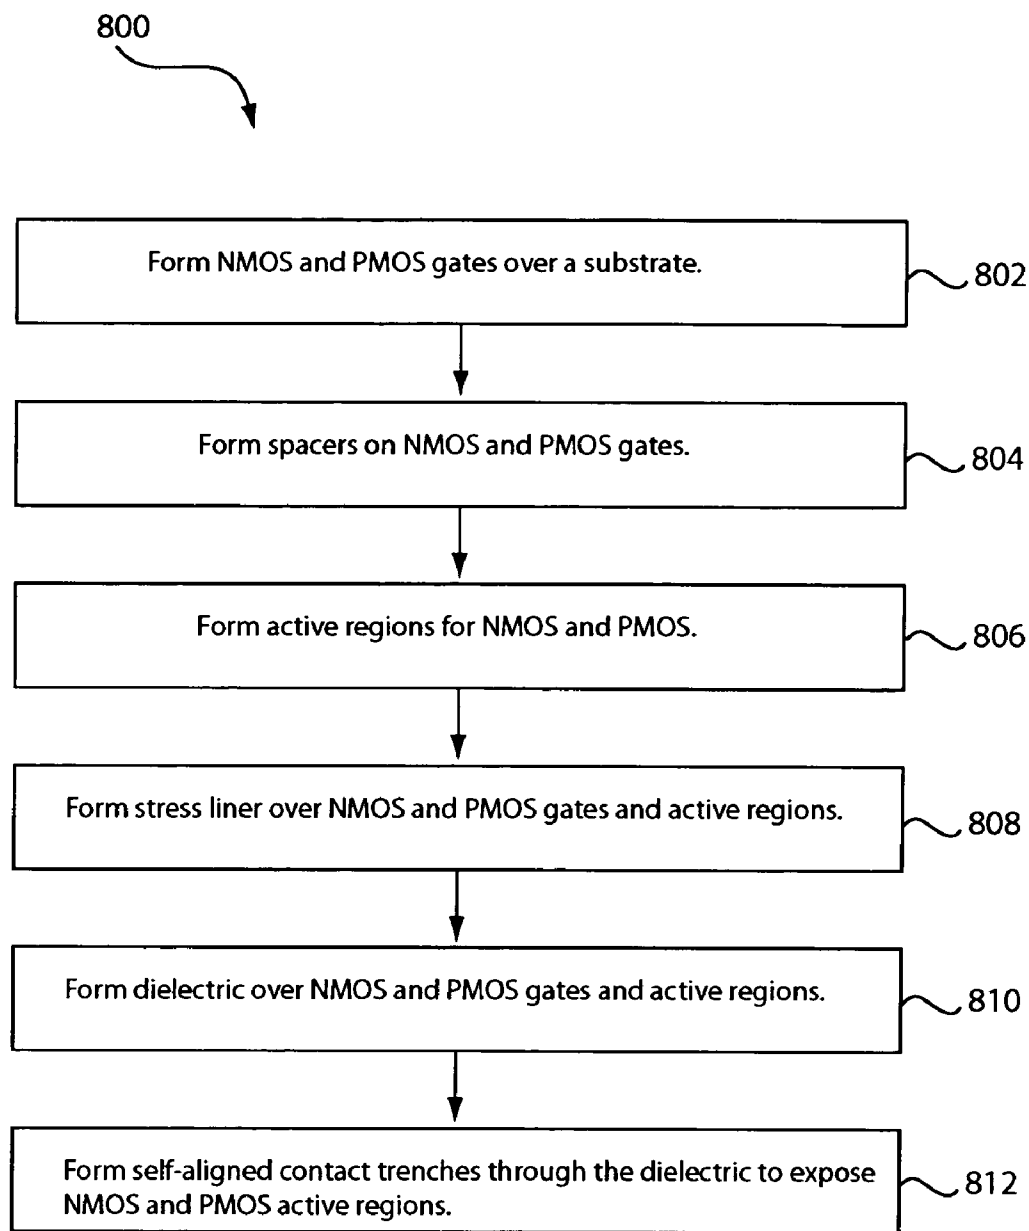 800
Form NMOS and PMOS gates over a substrate.
802
Form spacers on NMOS and PMOS gates.
804
Form active regions for NMOS and PMOS.
806
Form stress liner over NMOS and PMOS gates and active regions.
808
Form dielectric over NMOS and PMOS gates and active regions.
810
Form self-aligned contact trenches through the dielectric to expose
NMOS and PMOS active regions.
812